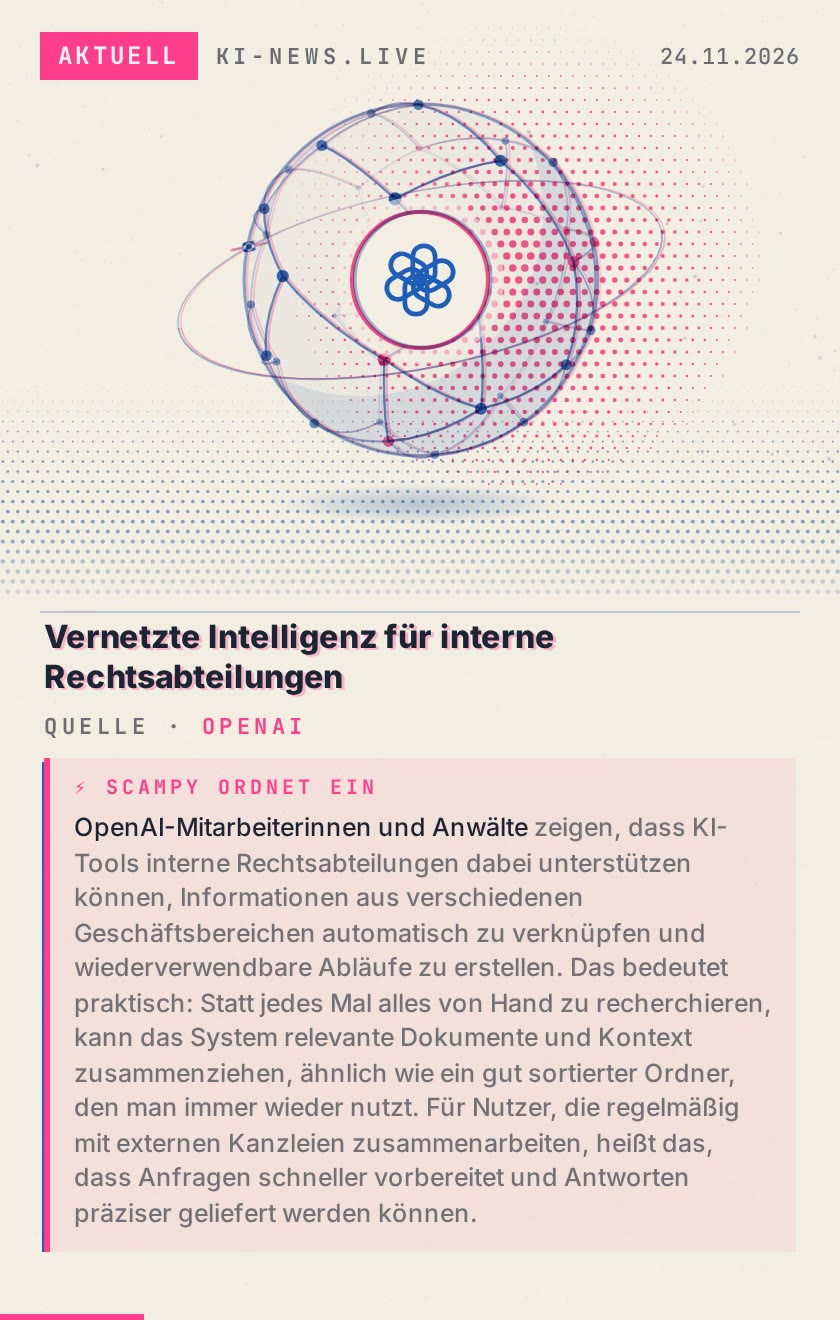 AKTUELL KI-NEWS.LIVE 24.11.2026
Vernetzte Intelligenz für interne
Rechtsabteilungen
QUELLE · OPENAI
⚡ SCAMPY ORDNET EIN
OpenAI-Mitarbeiterinnen und Anwälte zeigen, dass KI-
Tools interne Rechtsabteilungen dabei unterstützen
können, Informationen aus verschiedenen
Geschäftsbereichen automatisch zu verknüpfen und
wiederverwendbare Abläufe zu erstellen. Das bedeutet
praktisch: Statt jedes Mal alles von Hand zu recherchieren,
kann das System relevante Dokumente und Kontext
zusammenziehen, ähnlich wie ein gut sortierter Ordner,
den man immer wieder nutzt. Für Nutzer, die regelmäßig
mit externen Kanzleien zusammenarbeiten, heißt das,
dass Anfragen schneller vorbereitet und Antworten
präziser geliefert werden können.